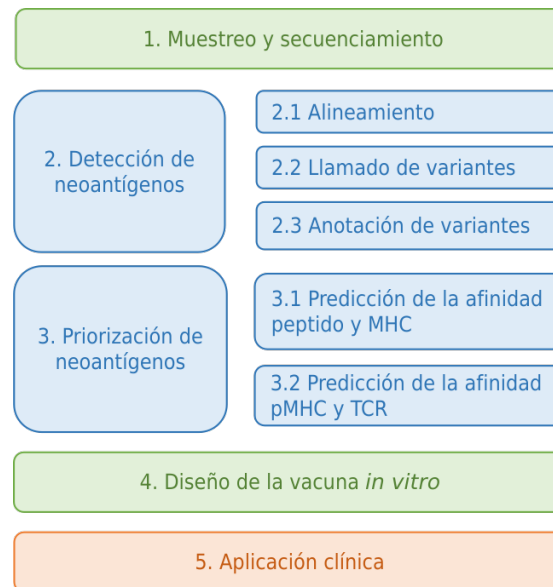 1. Muestreo y secuenciamiento
2. Detección de
neoantígenos
2.1 Alineamiento
2.2 Llamado de variantes
2.3 Anotación de variantes
3. Priorización de
neoantígenos
3.1 Predicción de la afinidad
peptido y MHC
3.2 Predicción de la afinidad
pMHC y TCR
4. Diseño de la vacuna in vitro
5. Aplicación clínica